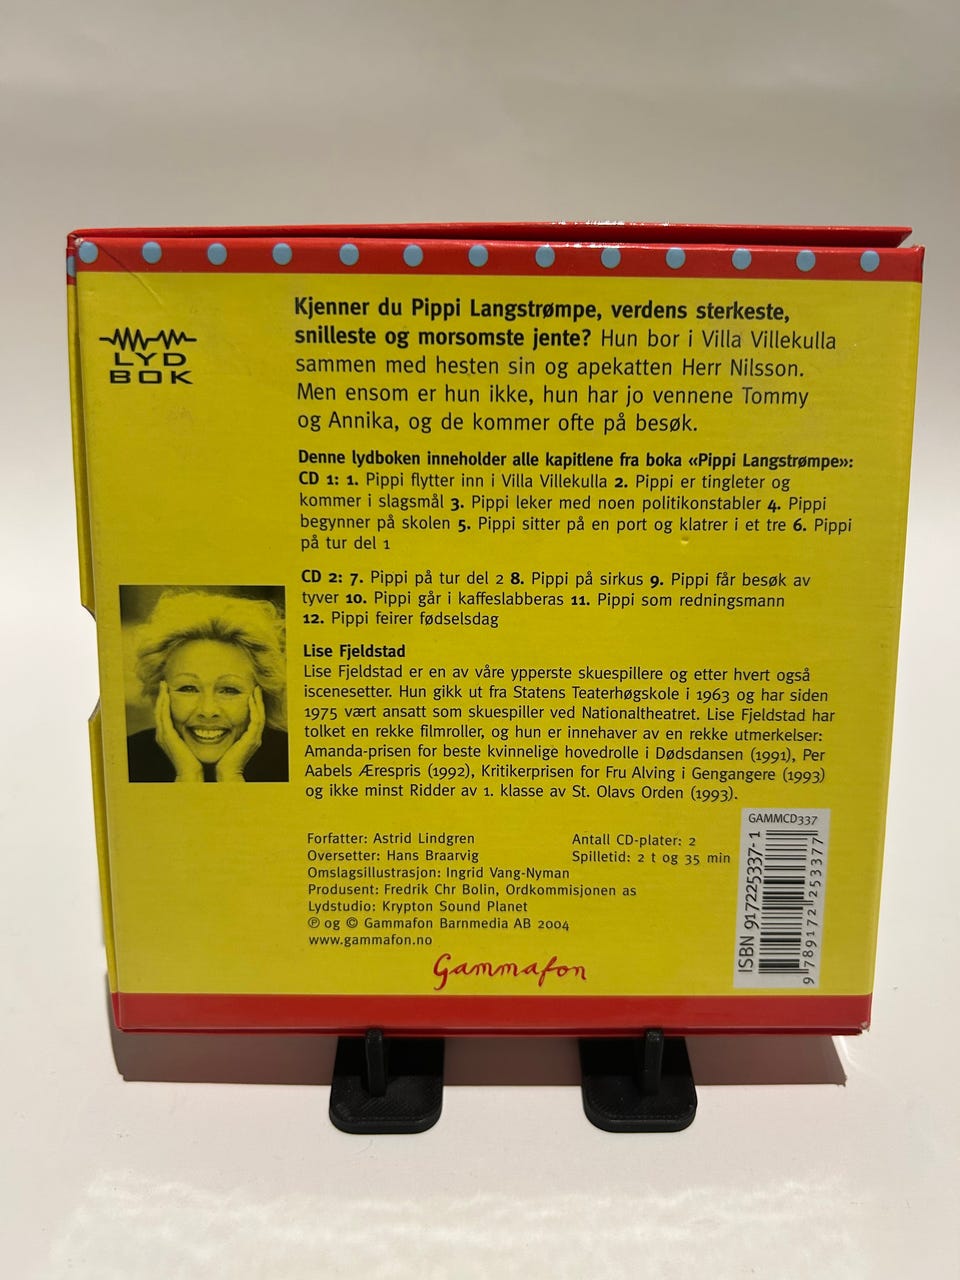 LYD
BOK
Kjenner du Pippi Langstrømpe, verdens sterkeste,
snilleste og morsomste jente? Hun bor i Villa Villekulla
sammen med hesten sin og apekatten Herr Nilsson.
Men ensom er hun ikke, hun har jo vennene Tommy
og Annika, og de kommer ofte på besøk.
Denne lydboken inneholder alle kapitlene fra boka «Pippi Langstrømpe»:
CD 1: 1. Pippi flytter inn i Villa Villekulla 2. Pippi er tingleter og
kommer i slagsmål 3. Pippi leker med noen politikonstabler 4. Pippi
begynner på skolen 5. Pippi sitter på en port og klatrer i et tre 6. Pippi
på tur del 1
CD 2: 7. Pippi på tur del 2 8. Pippi på sirkus 9. Pippi får besøk av
tyver 10. Pippi går i kaffeslabberas 11. Pippi som redningsmann
12. Pippi feirer fødselsdag
Lise Fjeldstad
Lise Fjeldstad er en av våre ypperste skuespillere og etter hvert også
iscenesetter. Hun gikk ut fra Statens Teaterhøgskole i 1963 og har siden
1975 vært ansatt som skuespiller ved Nationaltheatret. Lise Fjeldstad har
tolket en rekke filmroller, og hun er innehaver av en rekke utmerkelser:
Amanda-prisen for beste kvinnelige hovedrolle i Dødsdansen (1991), Per
Aabels Ærespris (1992), Kritikerprisen for Fru Alving i Gengangere (1993)
og ikke minst Ridder av 1. klasse av St. Olavs Orden (1993).
Forfatter: Astrid Lindgren
Oversetter: Hans Braarvig
Omslagsillustrasjon: Ingrid Vang-Nyman
Produsent: Fredrik Chr Bolin, Ordkommisjonen as
Lydstudio: Krypton Sound Planet
℗ og © Gammafon Barnmedia AB 2004
www.gammafon.no
Antall CD-plater: 2
Spilletid: 2 t og 35 min
Gammafon
GAMMCD337
ISBN 917225337-1
9 789172 253377